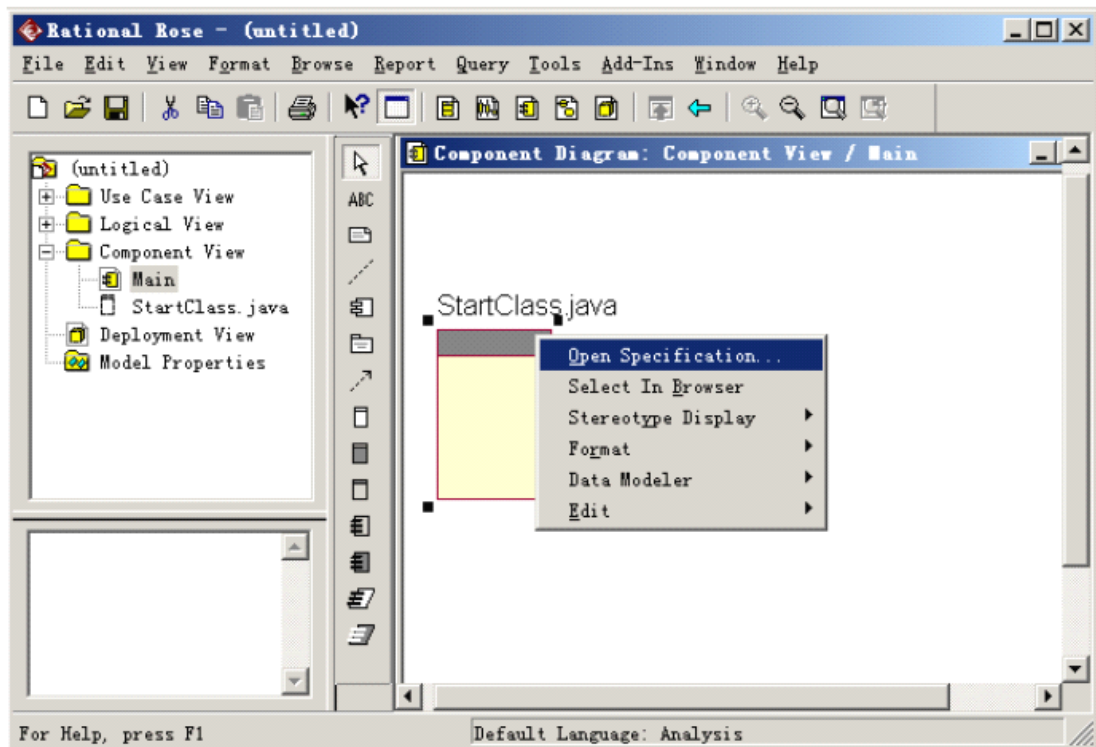 Rational Rose - (untitled)
File Edit View Format Browse Report Query Tools Add-Ins Window Help
(untitled)
Use Case View
Logical View
Component View
Main
StartClass.java
Deployment View
Model Properties
ABC
Component Diagram: Component View / Main
StartClass.java
Open Specification...
Select In Browser
Stereotype Display
Format
Data Modeler
Edit
For Help, press F1
Default Language: Analysis